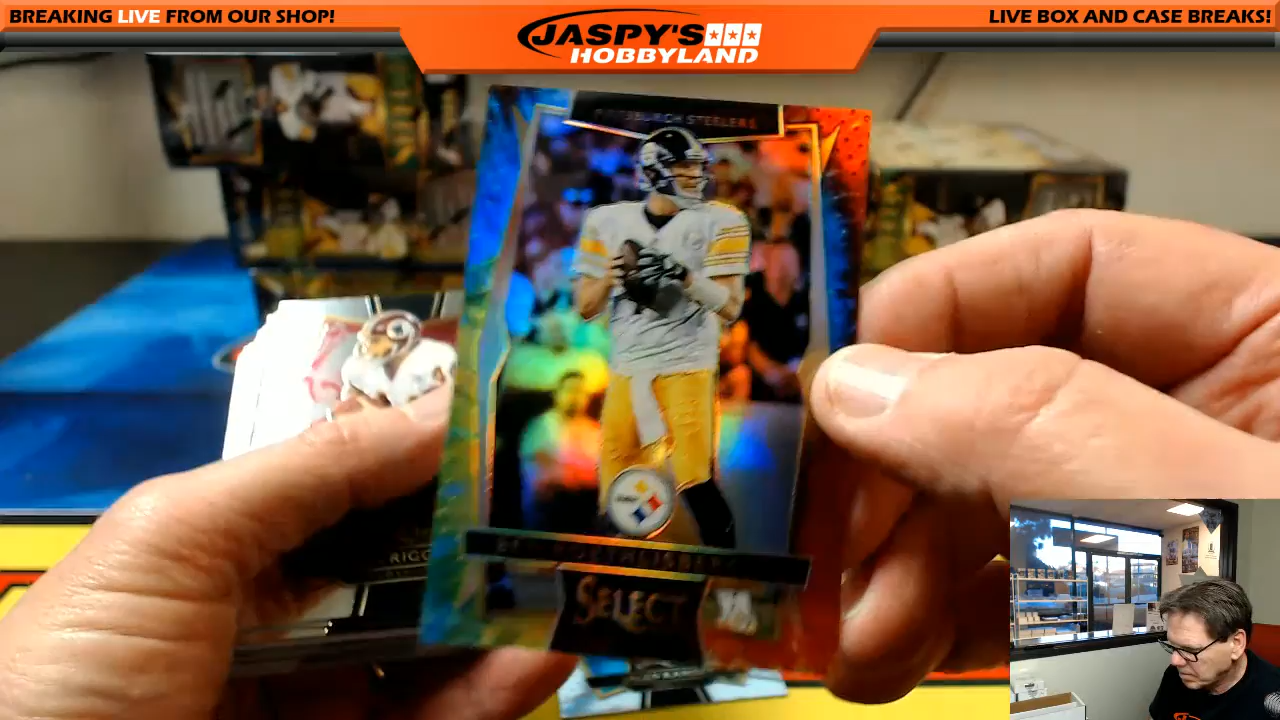 BREAKING LIVE FROM OUR SHOP!
JASPY'S
HOBBYLAND
LIVE BOX AND CASE BREAKS!
PITTSBURGH STEELERS
SELECT